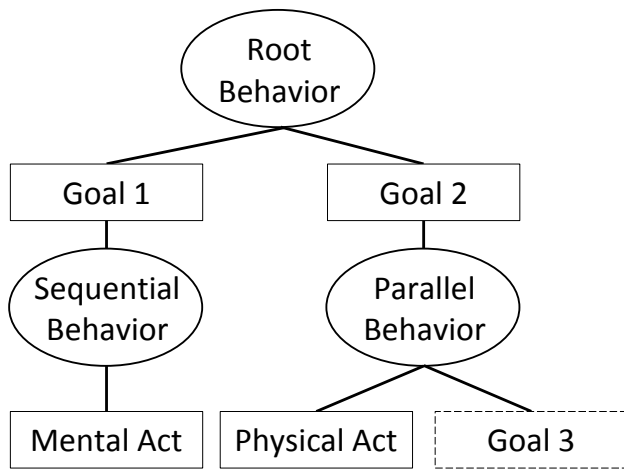 Root
Behavior
Goal 1
Goal 2
Sequential
Behavior
Parallel
Behavior
Mental Act
Physical Act
Goal 3